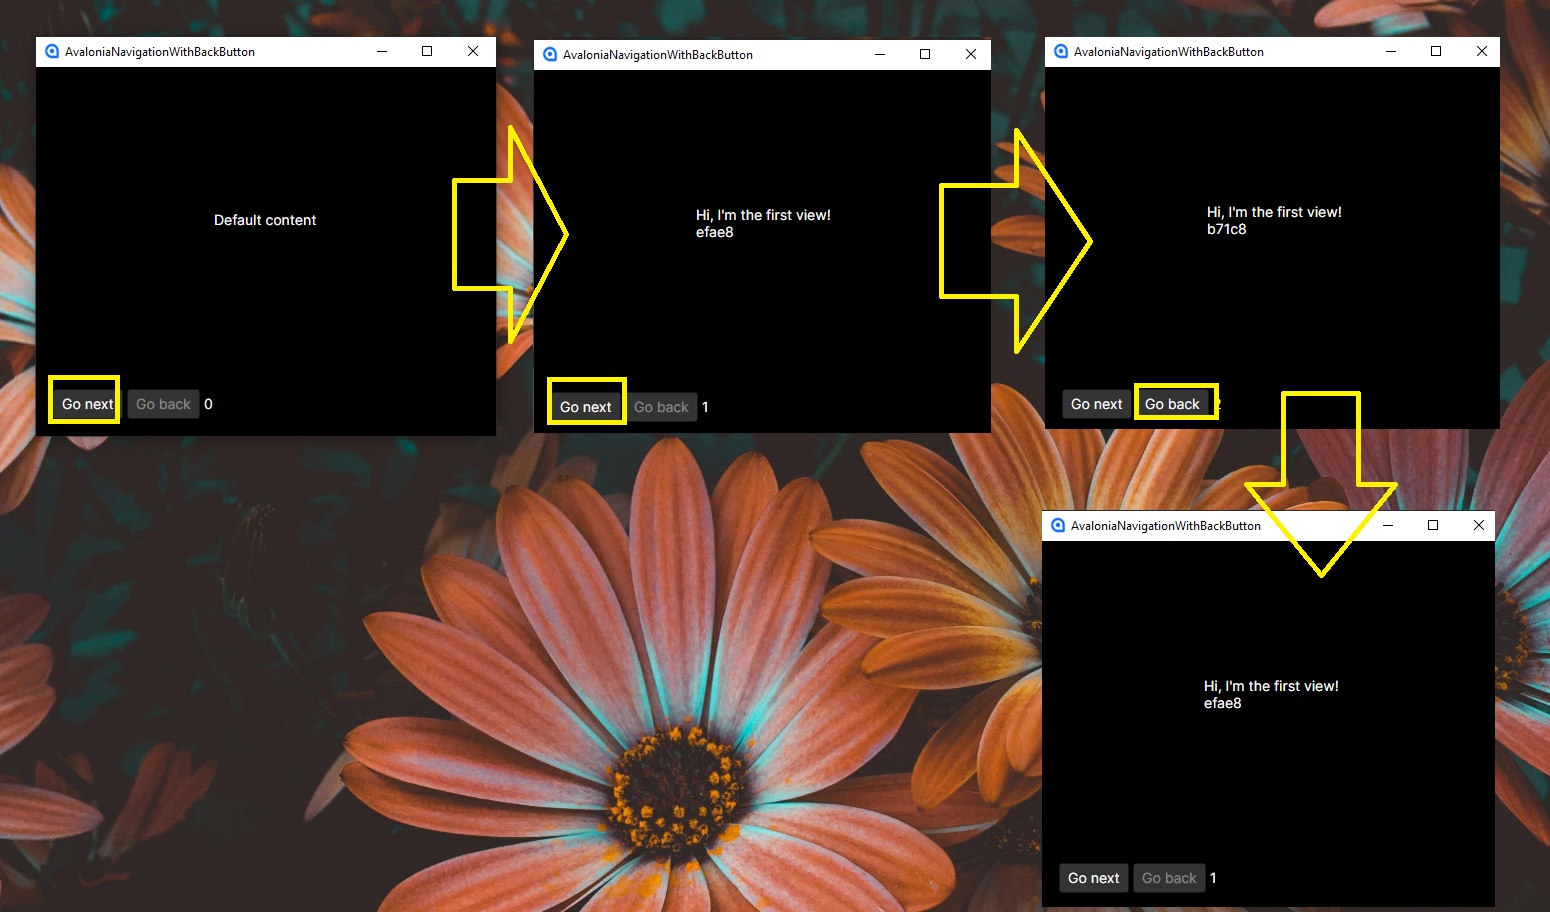 AvaloniaNavigationWithBackButton
Default content
Go next Go back 0
AvaloniaNavigationWithBackButton
Hi, I'm the first view!
efae8
Go next Go back 1
AvaloniaNavigationWithBackButton
Hi, I'm the first view!
b71c8
Go next Go back
AvaloniaNavigationWithBackButton
Hi, I'm the first view!
efae8
Go next Go back 1